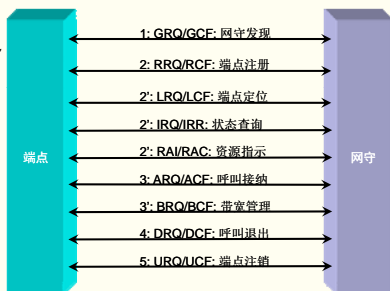 1: GRQ/GCF: 网守发现
2: RRQ/RCF: 端点注册
2': LRQ/LCF: 端点定位
2': IRQ/IRR: 状态查询
端点
网守
2': RAI/RAC: 资源指示
3: ARQ/ACF: 呼叫接纳
3': BRQ/BCF: 带宽管理
4: DRQ/DCF: 呼叫退出
5: URQ/UCF: 端点注销